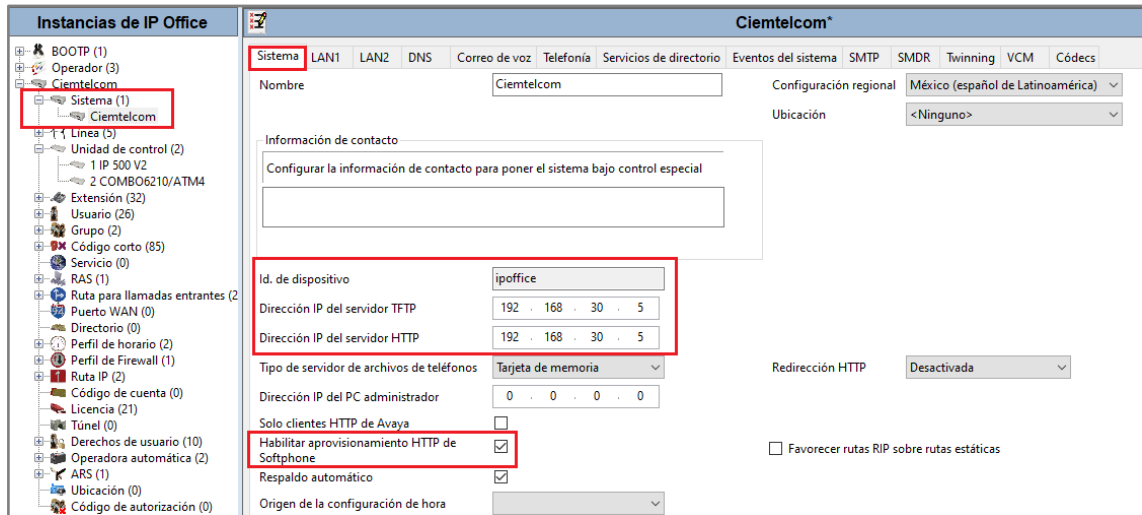 Instancias de IP Office
BOOTP (1)
Operador (3)
Ciemtelcom
Sistema (1)
Ciemtelcom
Línea (5)
Unidad de control (2)
1 IP 500 V2
2 COMBO6210/ATM4
Extensión (32)
Usuario (26)
Grupo (2)
Código corto (85)
Servicio (0)
RAS (1)
Ruta para llamadas entrantes (2
Puerto WAN (0)
Directorio (0)
Perfil de horario (2)
Perfil de Firewall (1)
Ruta IP (2)
Código de cuenta (0)
Licencia (21)
Túnel (0)
Derechos de usuario (10)
Operadora automática (2)
ARS (1)
Ubicación (0)
Código de autorización (0)
Ciemtelcom*
Sistema LAN1 LAN2 DNS Correo de voz Telefonía Servicios de directorio Eventos del sistema SMTP SMDR Twinning VCM Códecs
Nombre Ciemtelcom Configuración regional México (español de Latinoamérica)
Ubicación <Ninguno>
Información de contacto
Configurar la información de contacto para poner el sistema bajo control especial
Id. de dispositivo ipoffice
Dirección IP del servidor TFTP 192 . 168 . 30 . 5
Dirección IP del servidor HTTP 192 . 168 . 30 . 5
Tipo de servidor de archivos de teléfonos Tarjeta de memoria Redirección HTTP Desactivada
Dirección IP del PC administrador 0 . 0 . 0 . 0
Solo clientes HTTP de Avaya
Habilitar aprovisionamiento HTTP de
Softphone
Favorecer rutas RIP sobre rutas estáticas
Respaldo automático
Origen de la configuración de hora